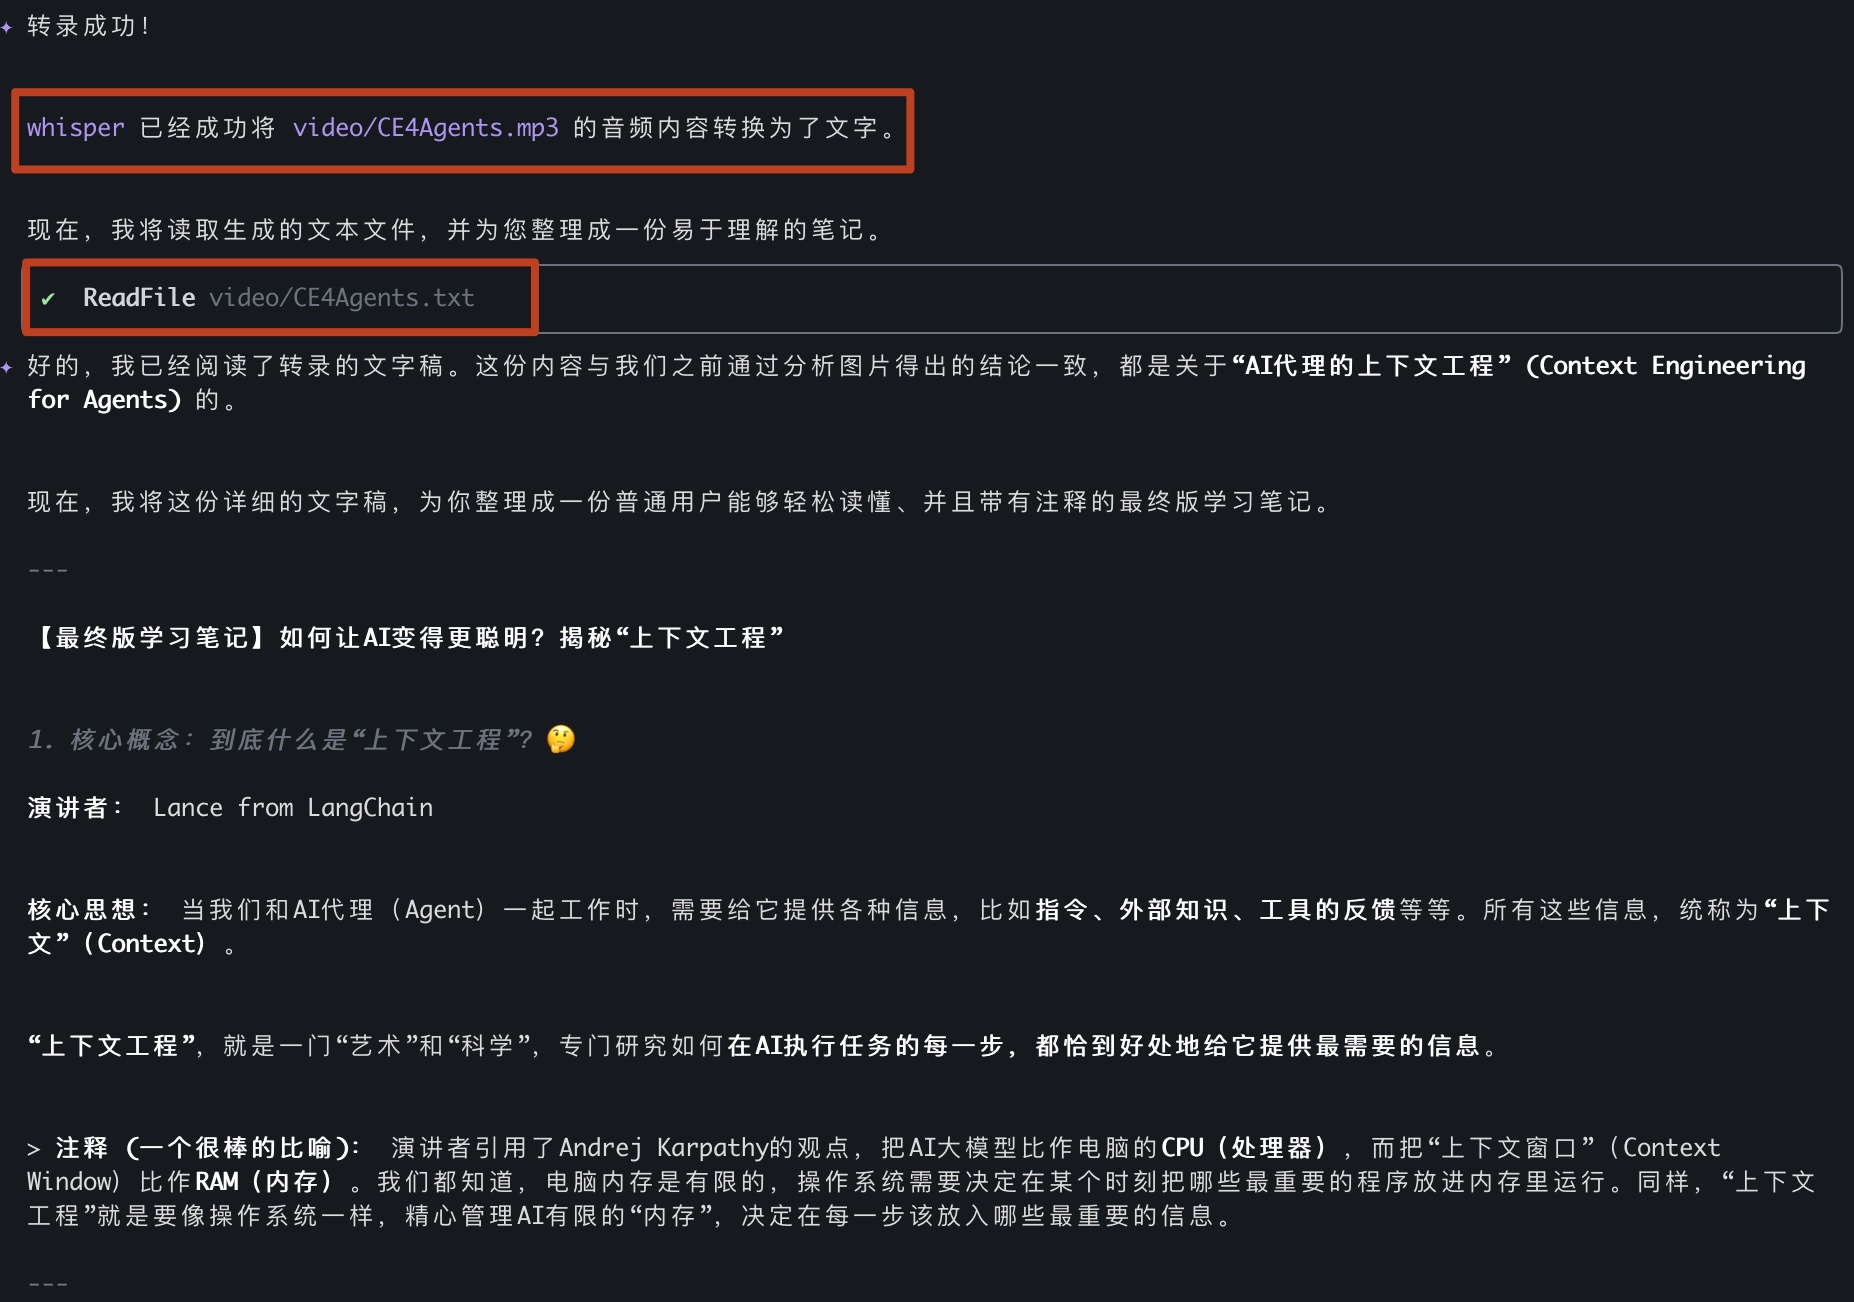 ✦ 转录成功!
whisper 已经成功将 video/CE4Agents.mp3 的音频内容转换为了文字。
现在，我将读取生成的文本文件，并为您整理成一份易于理解的笔记。
✔ ReadFile video/CE4Agents.txt
✦ 好的，我已经阅读了转录的文字稿。这份内容与我们之前通过分析图片得出的结论一致，都是关于“AI代理的上下文工程”（Context Engineering
for Agents）的。
现在，我将这份详细的文字稿，为你整理成一份普通用户能够轻松读懂、并且带有注释的最终版学习笔记。
---
【最终版学习笔记】如何让AI变得更聪明？揭秘“上下文工程”
1. 核心概念：到底什么是“上下文工程”？🤔
演讲者： Lance from LangChain
核心思想： 当我们和AI代理（Agent）一起工作时，需要给它提供各种信息，比如指令、外部知识、工具的反馈等等。所有这些信息，统称为“上下
文”（Context）。
“上下文工程”，就是一门“艺术”和“科学”，专门研究如何在AI执行任务的每一步，都恰到好处地给它提供最需要的信息。
> 注释（一个很棒的比喻）： 演讲者引用了Andrej Karpathy的观点，把AI大模型比作电脑的CPU（处理器），而把“上下文窗口”（Context
Window）比作RAM（内存）。我们都知道，电脑内存是有限的，操作系统需要决定在某个时刻把哪些最重要的程序放进内存里运行。同样，“上下文
工程”就是要像操作系统一样，精心管理AI有限的“内存”，决定在每一步该放入哪些最重要的信息。
---